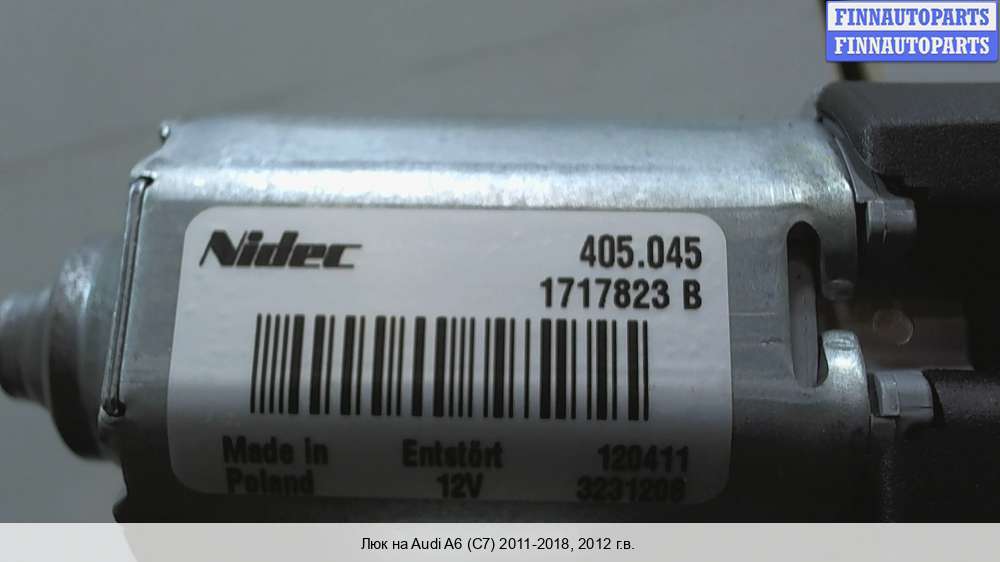 FINNAUTOPARTS
FINNAUTOPARTS
Nidec 405.045
1717823 B
Made in Entstört 120411
Poland 12V 3231208
Люк на Audi A6 (C7) 2011-2018, 2012 г.в.